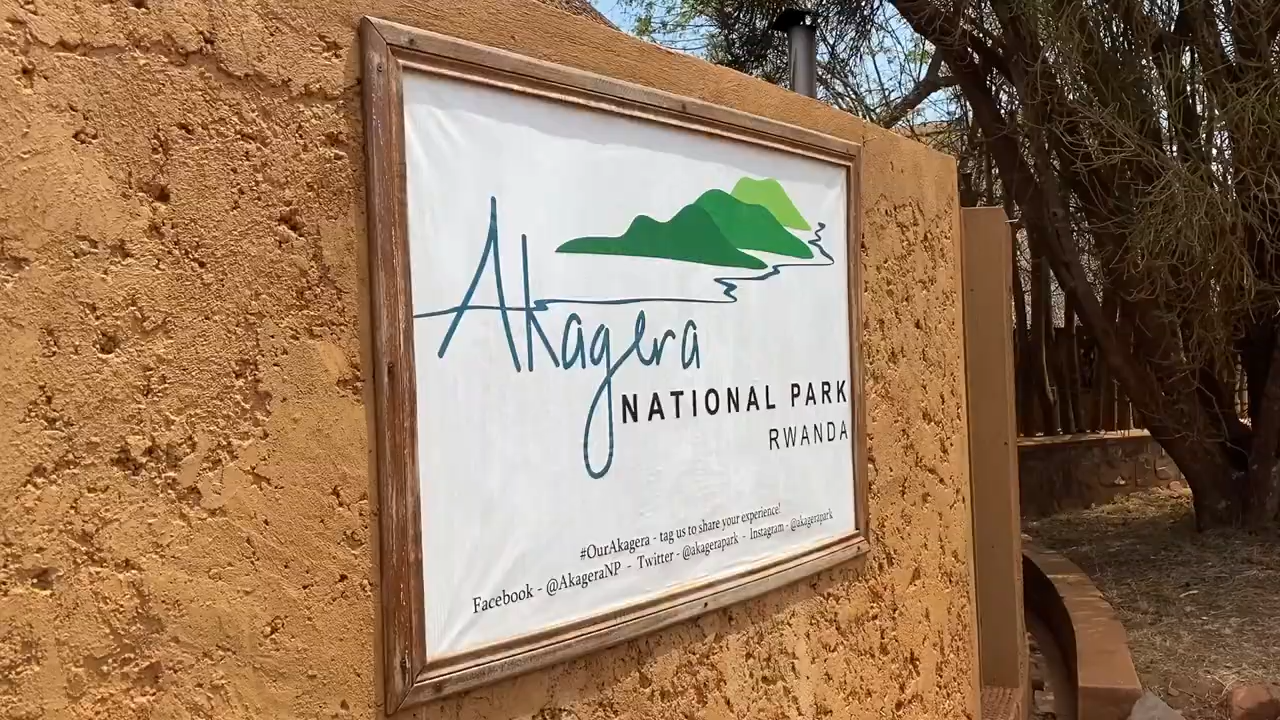 Akagera
NATIONAL PARK
RWANDA
#OurAkagera - tag us to share your experience!
Facebook - @AkageraNP - Twitter - @akagerapark - Instagram - @akagerapark